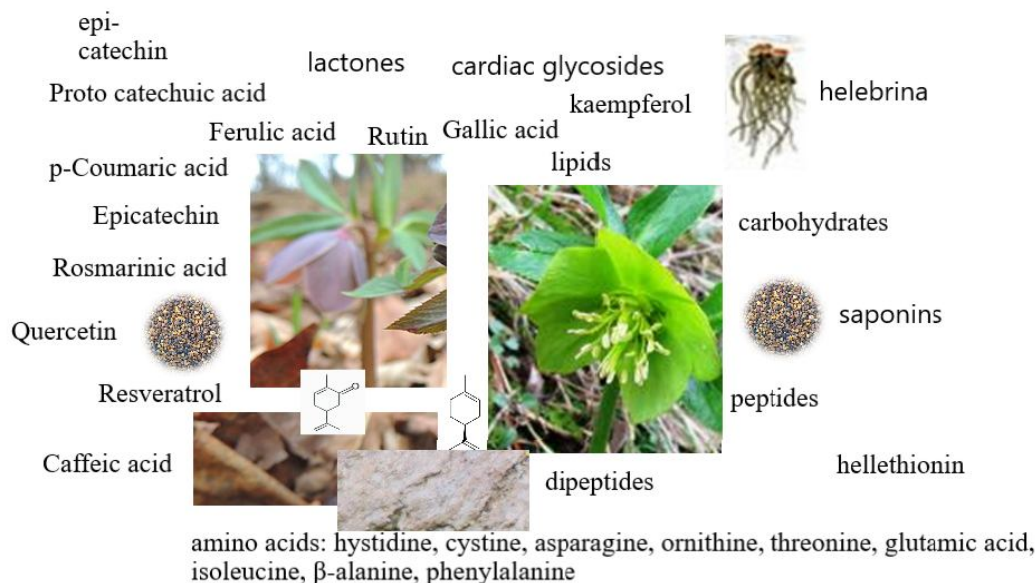 epi-
catechin
lactones
cardiac glycosides
Proto catechuic acid
kaempferol
helebrina
Ferulic acid
Rutin
Gallic acid
p-Coumaric acid
lipids
Epicatechin
carbohydrates
Rosmarinic acid
Quercetin
saponins
Resveratrol
peptides
Caffeic acid
hellethionin
dipeptides
amino acids: hystidine, cystine, asparagine, ornithine, threonine, glutamic acid,
isoleucine, β-alanine, phenylalanine